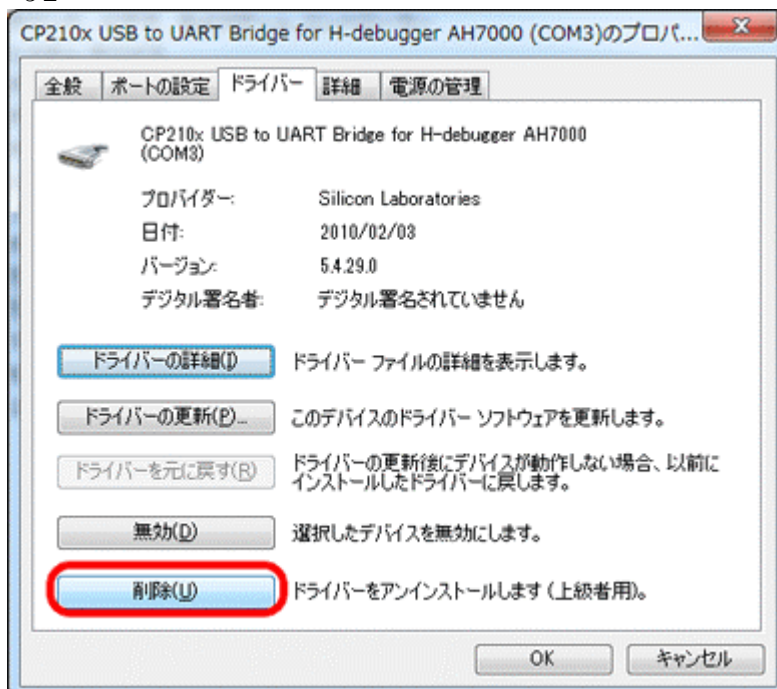 CP210x USB to UART Bridge for H-debugger AH7000 (COM3)のプロパ...
全般 ポートの設定 ドライバー 詳細 電源の管理
CP210x USB to UART Bridge for H-debugger AH7000
(COM3)
プロバイダー: Silicon Laboratories
日付: 2010/02/03
バージョン: 5.4.29.0
デジタル署名者: デジタル署名されていません
ドライバーの詳細(I) ドライバー ファイルの詳細を表示します。
ドライバーの更新(P)... このデバイスのドライバー ソフトウェアを更新します。
ドライバーを元に戻す(R) ドライバーの更新後にデバイスが動作しない場合、以前に
インストールしたドライバーに戻します。
無効(D) 選択したデバイスを無効にします。
削除(U) ドライバーをアンインストールします (上級者用)。
OK キャンセル